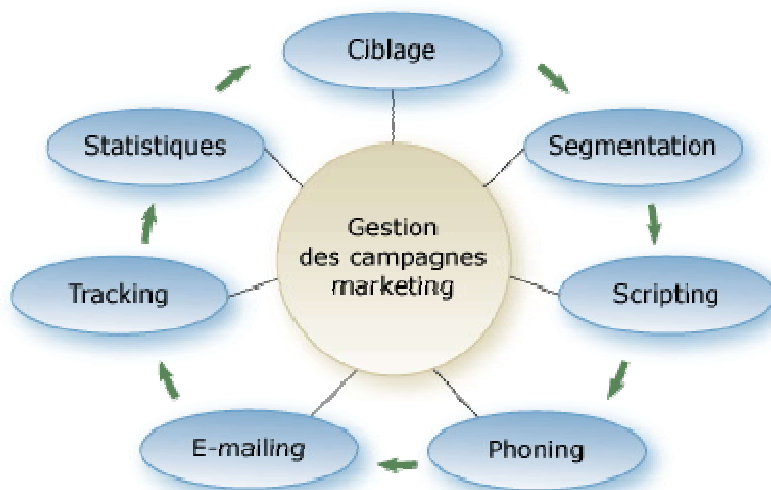 Ciblage
Segmentation
Scripting
Phoning
E-mailing
Tracking
Statistiques
Gestion
des campagnes
marketing